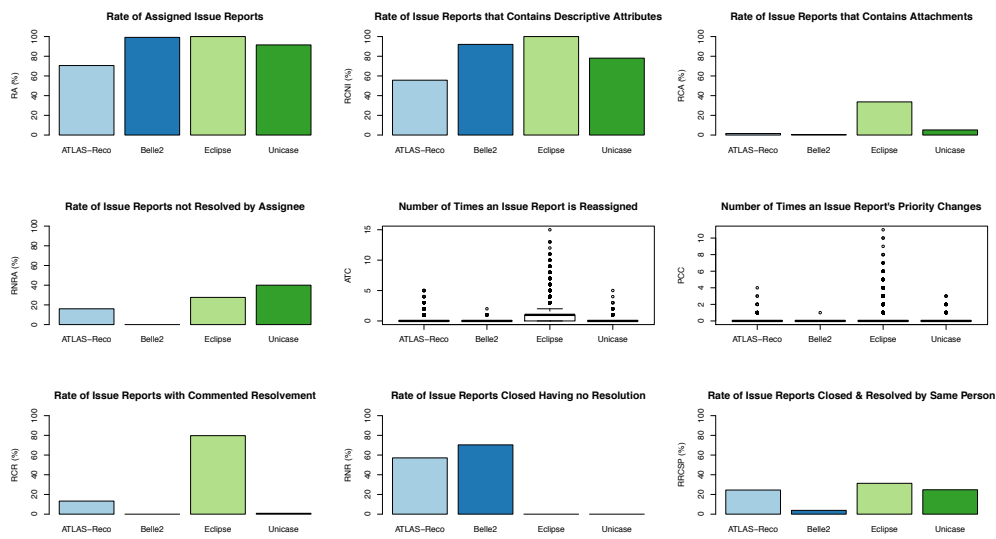 Rate of Assigned Issue Reports
RA (%)
0 20 40 60 80 100
ATLAS−Reco Belle2 Eclipse Unicase
Rate of Issue Reports that Contains Descriptive Attributes
RCNI (%)
0 20 40 60 80 100
ATLAS−Reco Belle2 Eclipse Unicase
Rate of Issue Reports that Contains Attachments
RCA (%)
0 20 40 60 80 100
ATLAS−Reco Belle2 Eclipse Unicase
Rate of Issue Reports not Resolved by Assignee
RNRA (%)
0 20 40 60 80 100
ATLAS−Reco Belle2 Eclipse Unicase
Number of Times an Issue Report is Reassigned
ATC
0 5 10 15
ATLAS−Reco Belle2 Eclipse Unicase
Number of Times an Issue Report's Priority Changes
PCC
0 2 4 6 8 10
ATLAS−Reco Belle2 Eclipse Unicase
Rate of Issue Reports with Commented Resolvement
RCR (%)
0 20 40 60 80 100
ATLAS−Reco Belle2 Eclipse Unicase
Rate of Issue Reports Closed Having no Resolution
RNR (%)
0 20 40 60 80 100
ATLAS−Reco Belle2 Eclipse Unicase
Rate of Issue Reports Closed & Resolved by Same Person
RRCSP (%)
0 20 40 60 80 100
ATLAS−Reco Belle2 Eclipse Unicase